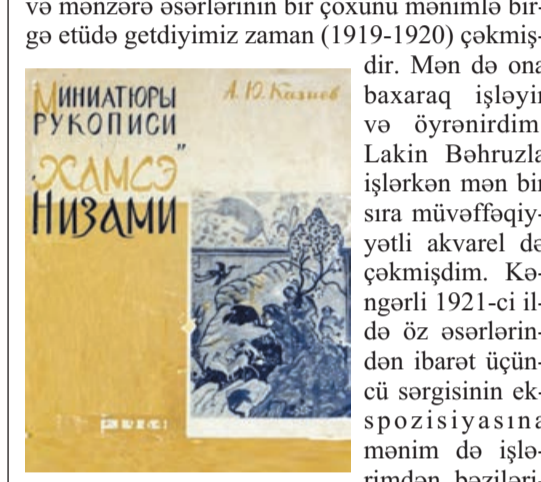 və mənzərə əsərlərinin bir çoxunu mənimlə bir-
gə etüdə getdiyimiz zaman (1919-1920) çəkmiş-
dir. Mən də ona
baxaraq işləyir
və öyrənirdim.
Lakin Bəhruzla
işlərkən mən bir
sıra müvəffəqiy-
yətli akvarel də
çəkmişdim. Kə-
ngərli 1921-ci il-
də öz əsərlərin-
dən ibarət üçün-
cü sərgisinin ek-
spozisiyasına
mənim də işlə-
rimdən bəziləri-
А.Ю.Казиев
МИНИАТЮРЫ
РУКОПИСИ
„ХАМСЭ”
НИЗАМИ